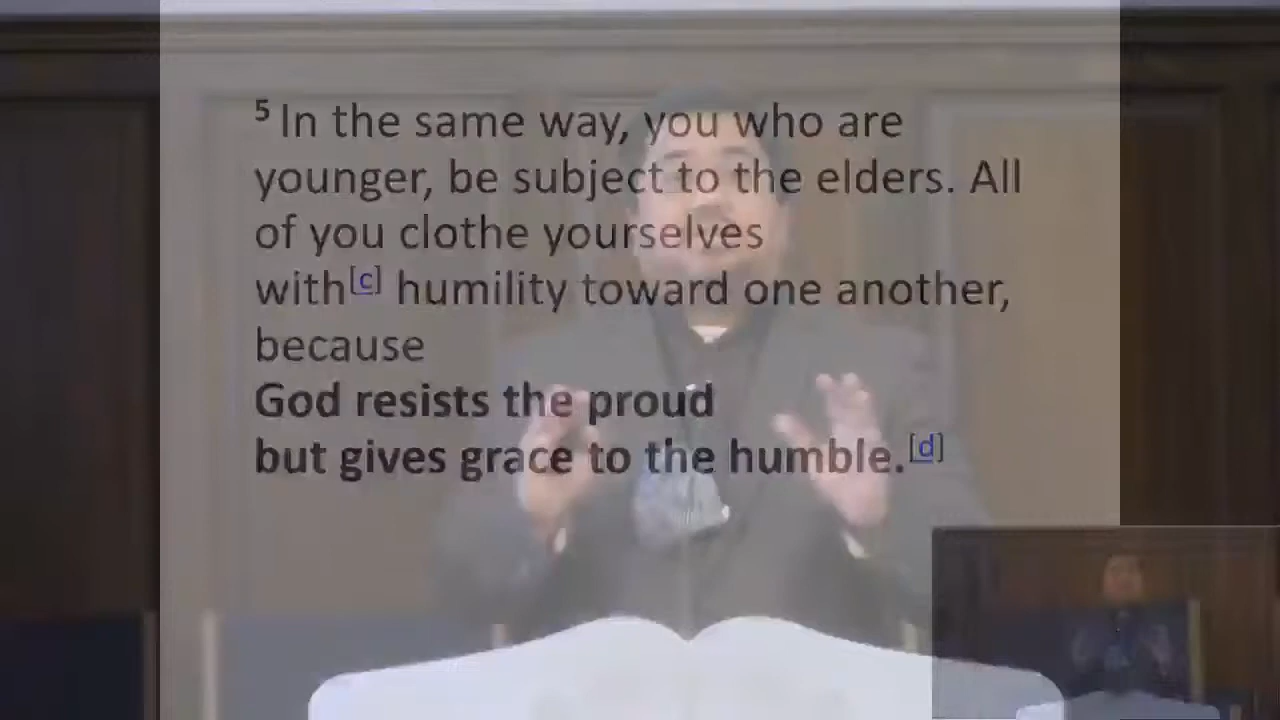 5 In the same way, you who are
younger, be subject to the elders. All
of you clothe yourselves
with[c] humility toward one another,
because
God resists the proud
but gives grace to the humble.[d]